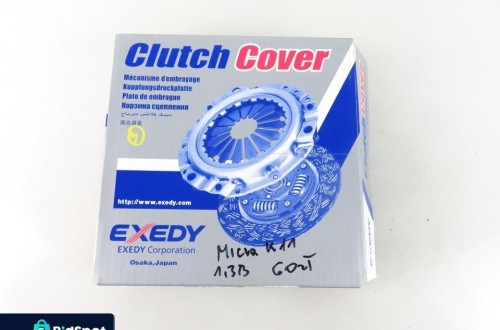 Clutch Cover
Mécanisme d'embrayage
Kupplungsdruckplatte
Plato de embrague
Корзина сцепления
http://www.exedy.com
EXEDY
EXEDY Corporation
Osaka, Japan
Micra K11
1,3B
BidSpot